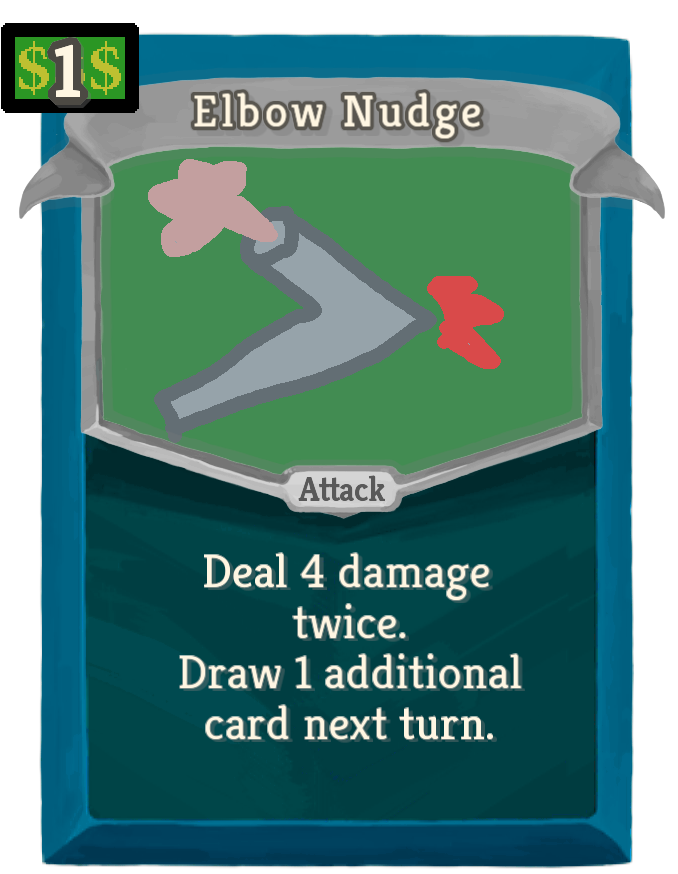 $1$
Elbow Nudge
Attack
Deal 4 damage
twice.
Draw 1 additional
card next turn.